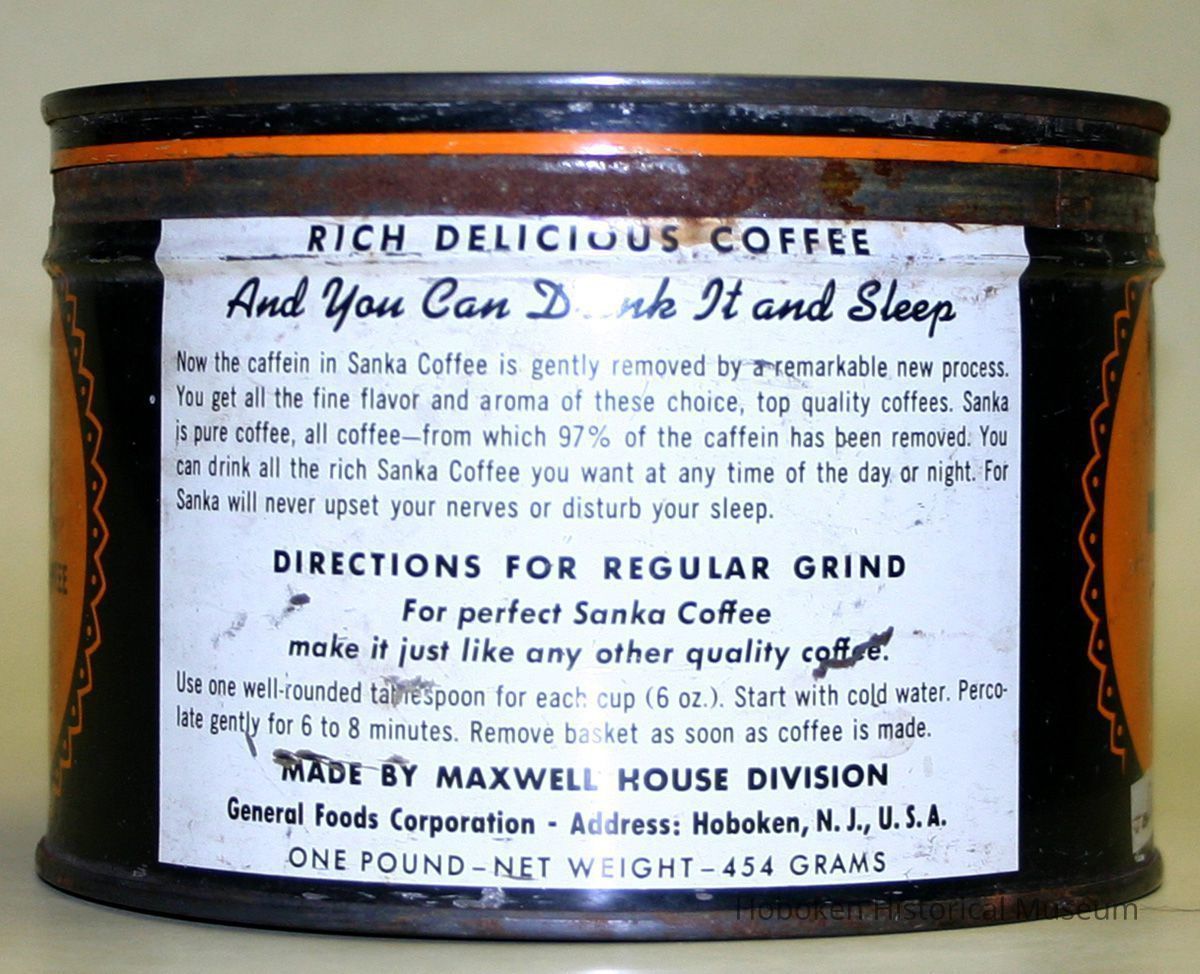 RICH DELICIOUS COFFEE
And You Can Drink It and Sleep
Now the caffein in Sanka Coffee is gently removed by a remarkable new process.
You get all the fine flavor and aroma of these choice, top quality coffees. Sanka
is pure coffee, all coffee—from which 97% of the caffein has been removed. You
can drink all the rich Sanka Coffee you want at any time of the day or night. For
Sanka will never upset your nerves or disturb your sleep.
DIRECTIONS FOR REGULAR GRIND
For perfect Sanka Coffee
make it just like any other quality coffee.
Use one well-rounded tablespoon for each cup (6 oz.). Start with cold water. Perco-
late gently for 6 to 8 minutes. Remove basket as soon as coffee is made.
MADE BY MAXWELL HOUSE DIVISION
General Foods Corporation - Address: Hoboken, N. J., U. S. A.
ONE POUND–NET WEIGHT–454 GRAMS
Hoboken Historical Museum